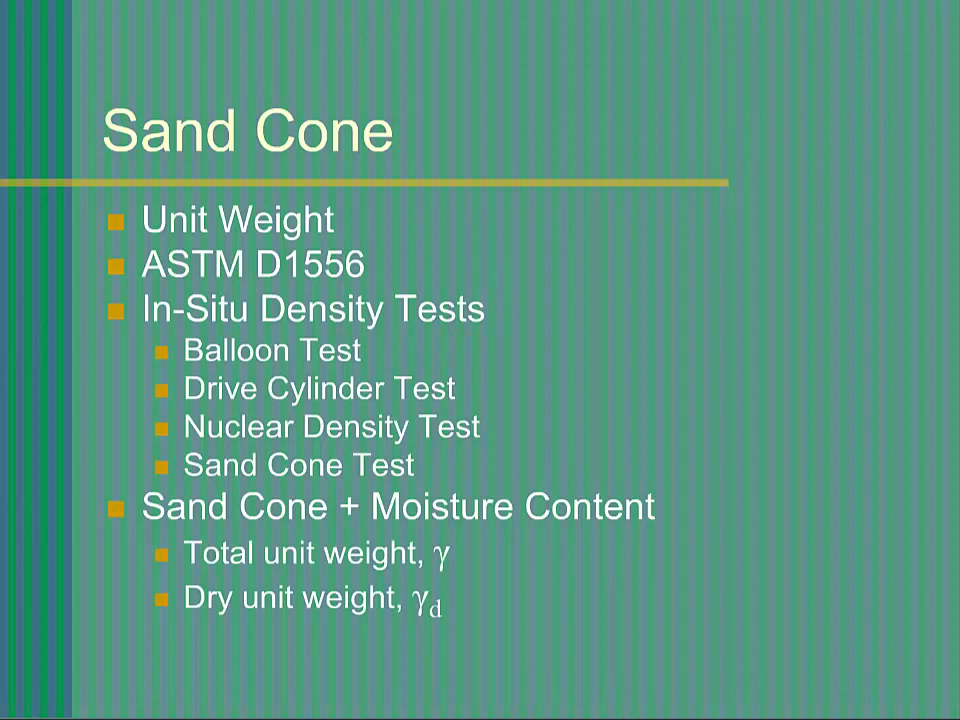 Sand Cone
Unit Weight
ASTM D1556
In-Situ Density Tests
Balloon Test
Drive Cylinder Test
Nuclear Density Test
Sand Cone Test
Sand Cone + Moisture Content
Total unit weight, γ
Dry unit weight, γd